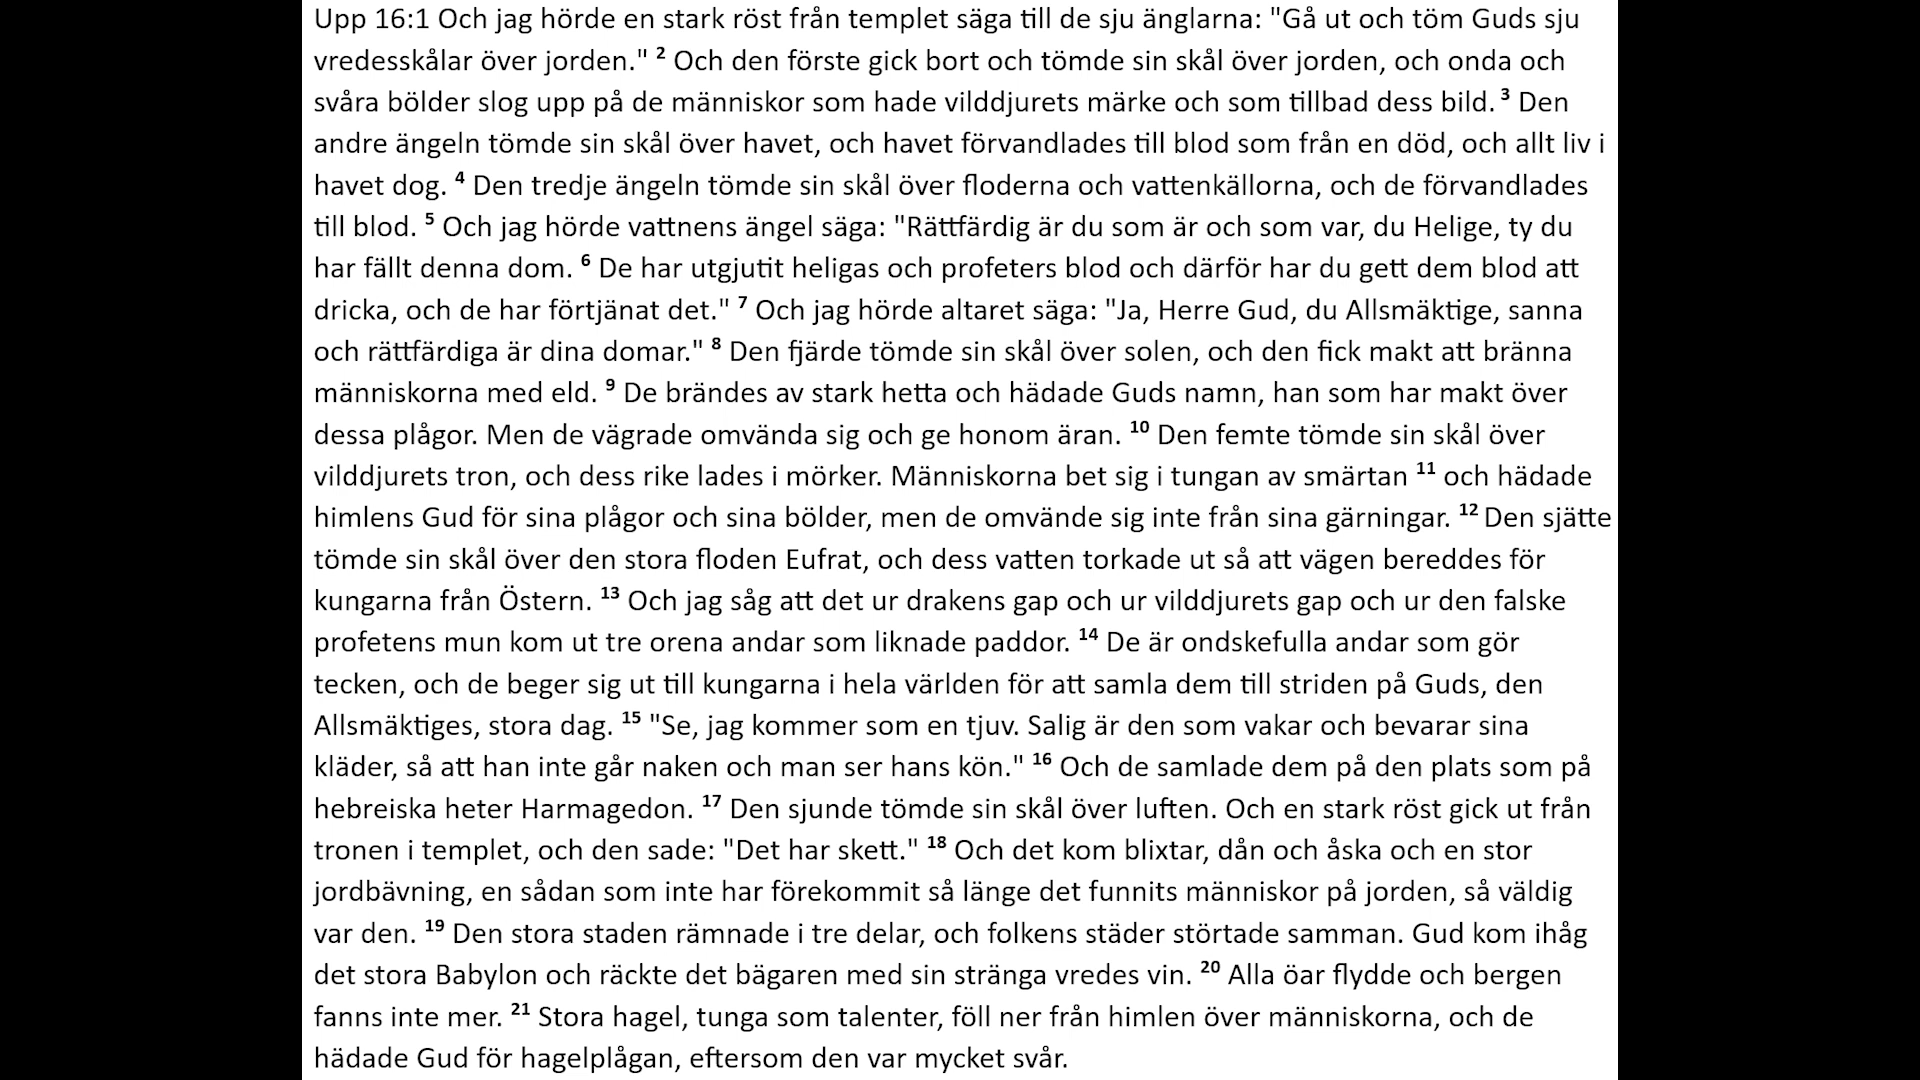 Upp 16:1 Och jag hörde en stark röst från templet säga till de sju änglarna: "Gå ut och töm Guds sju
vredesskålar över jorden." 2 Och den förste gick bort och tömde sin skål över jorden, och onda och
svåra bölder slog upp på de människor som hade vilddjurets märke och som tillbad dess bild. 3 Den
andre ängeln tömde sin skål över havet, och havet förvandlades till blod som från en död, och allt liv i
havet dog. 4 Den tredje ängeln tömde sin skål över floderna och vattenkällorna, och de förvandlades
till blod. 5 Och jag hörde vattnens ängel säga: "Rättfärdig är du som är och som var, du Helige, ty du
har fällt denna dom. 6 De har utgjutit heligas och profeters blod och därför har du gett dem blod att
dricka, och de har förtjänat det." 7 Och jag hörde altaret säga: "Ja, Herre Gud, du Allsmäktige, sanna
och rättfärdiga är dina domar." 8 Den fjärde tömde sin skål över solen, och den fick makt att bränna
människorna med eld. 9 De brändes av stark hetta och hädade Guds namn, han som har makt över
dessa plågor. Men de vägrade omvända sig och ge honom äran. 10 Den femte tömde sin skål över
vilddjurets tron, och dess rike lades i mörker. Människorna bet sig i tungan av smärtan 11 och hädade
himlens Gud för sina plågor och sina bölder, men de omvände sig inte från sina gärningar. 12 Den sjätte
tömde sin skål över den stora floden Eufrat, och dess vatten torkade ut så att vägen bereddes för
kungarna från Östern. 13 Och jag såg att det ur drakens gap och ur vilddjurets gap och ur den falske
profetens mun kom ut tre orena andar som liknade paddor. 14 De är ondskefulla andar som gör
tecken, och de beger sig ut till kungarna i hela världen för att samla dem till striden på Guds, den
Allsmäktiges, stora dag. 15 "Se, jag kommer som en tjuv. Salig är den som vakar och bevarar sina
kläder, så att han inte går naken och man ser hans kön." 16 Och de samlade dem på den plats som på
hebreiska heter Harmagedon. 17 Den sjunde tömde sin skål över luften. Och en stark röst gick ut från
tronen i templet, och den sade: "Det har skett." 18 Och det kom blixtar, dån och åska och en stor
jordbävning, en sådan som inte har förekommit så länge det funnits människor på jorden, så väldig
var den. 19 Den stora staden rämnade i tre delar, och folkens städer störtade samman. Gud kom ihåg
det stora Babylon och räckte det bägaren med sin stränga vredes vin. 20 Alla öar flydde och bergen
fanns inte mer. 21 Stora hagel, tunga som talenter, föll ner från himlen över människorna, och de
hädade Gud för hagelplågan, eftersom den var mycket svår.